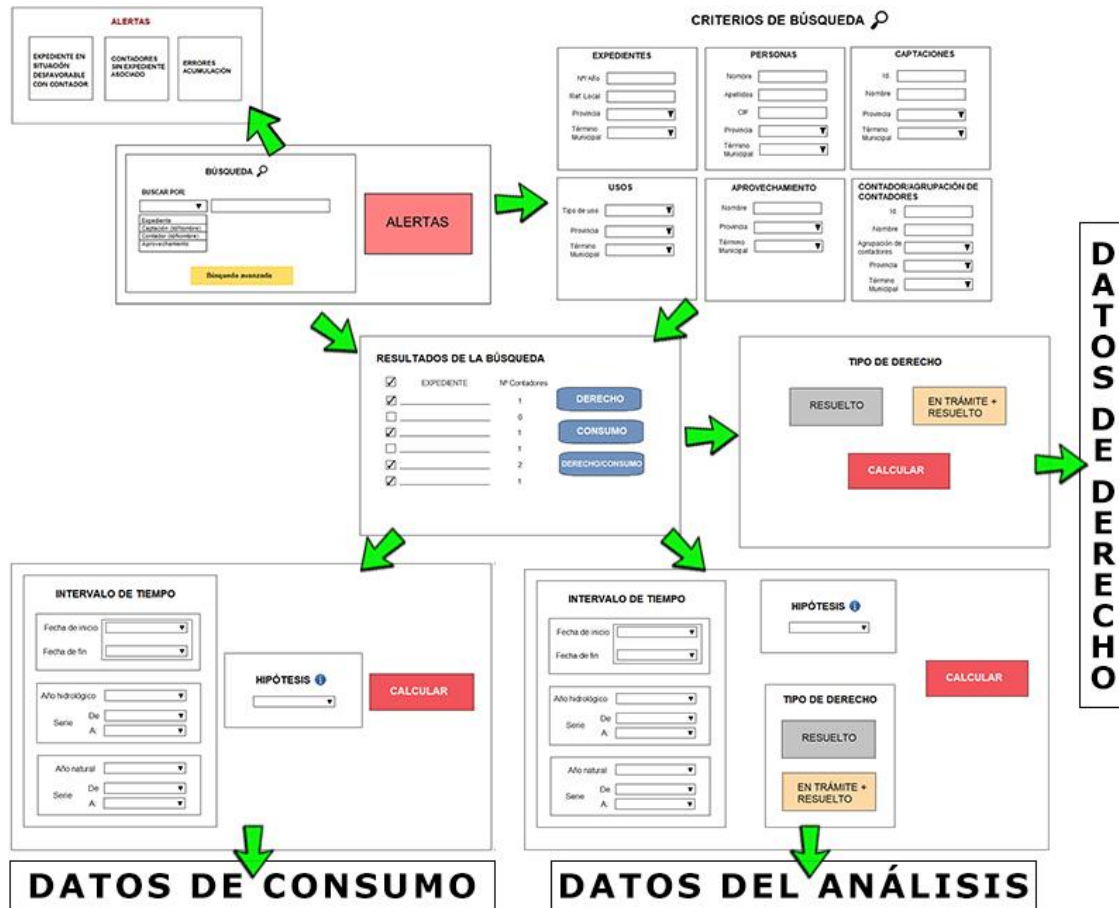 ALERTAS
EXPEDIENTE EN
SITUACIÓN
DESFAVORABLE
CON CONTADOR
CONTADORES
SIN EXPEDIENTE
ASOCIADO
ERRORES
ACUMULACIÓN
CRITERIOS DE BÚSQUEDA
EXPEDIENTES
Nº/ Año
Ref. Local
Provincia
Término
Municipal
PERSONAS
Nombre
Apellidos
CIF
Provincia
Término
Municipal
CAPTACIONES
Id.
Nombre
Provincia
Término
Municipal
USOS
Tipo de uso
Provincia
Término
Municipal
APROVECHAMIENTO
Nombre
Provincia
Término
Municipal
CONTADOR/AGRUPACIÓN DE
CONTADORES
Id.
Nombre
Agrupación de
contadores
Provincia
Término
Municipal
BÚSQUEDA
BUSCAR POR:
Expediente
Captación (Id/Nombre)
Contador (Id/Nombre)
Aprovechamiento
Búsqueda avanzada
ALERTAS
RESULTADOS DE LA BÚSQUEDA
EXPEDIENTE
Nº Contadores
1
0
1
1
2
1
DERECHO
CONSUMO
DERECHO/CONSUMO
TIPO DE DERECHO
RESUELTO
EN TRÁMITE +
RESUELTO
CALCULAR
DATOS DE DERECHO
INTERVALO DE TIEMPO
Fecha de inicio
Fecha de fin
Año hidrológico
Serie
De
A:
Año natural
Serie
De
A:
HIPÓTESIS
CALCULAR
DATOS DE CONSUMO
INTERVALO DE TIEMPO
Fecha de inicio
Fecha de fin
Año hidrológico
Serie
De
A:
Año natural
Serie
De
A:
HIPÓTESIS
TIPO DE DERECHO
RESUELTO
EN TRÁMITE +
RESUELTO
CALCULAR
DATOS DEL ANÁLISIS